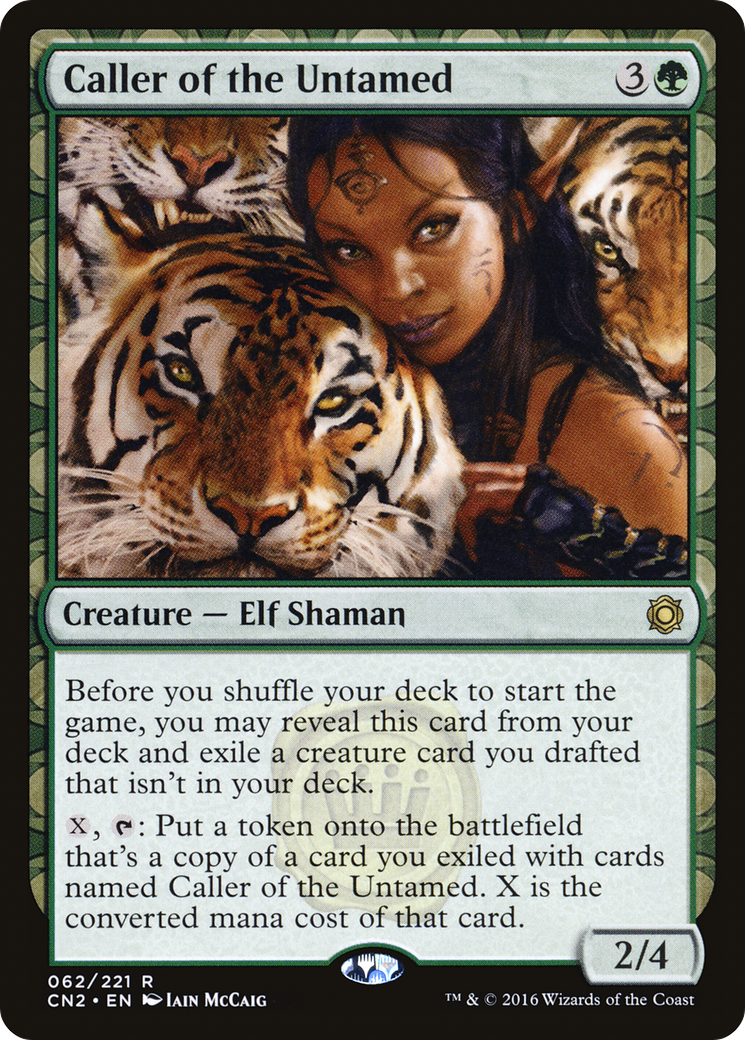 Caller of the Untamed 3
Creature — Elf Shaman
Before you shuffle your deck to start the
game, you may reveal this card from your
deck and exile a creature card you drafted
that isn't in your deck.
X, : Put a token onto the battlefield
that's a copy of a card you exiled with cards
named Caller of the Untamed. X is the
converted mana cost of that card.
2/4
062/221 R
CN2 • EN Iain McCaig
™ & © 2016 Wizards of the Coast